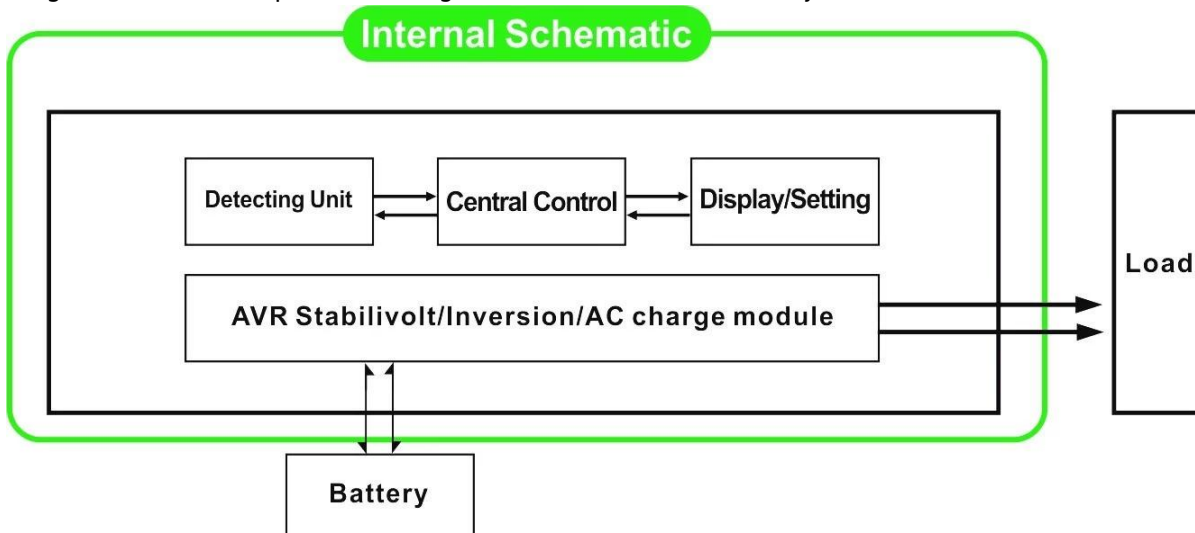 Internal Schematic
Detecting Unit
Central Control
Display/Setting
Load
AVR Stabilivolt/Inversion/AC charge module
Battery